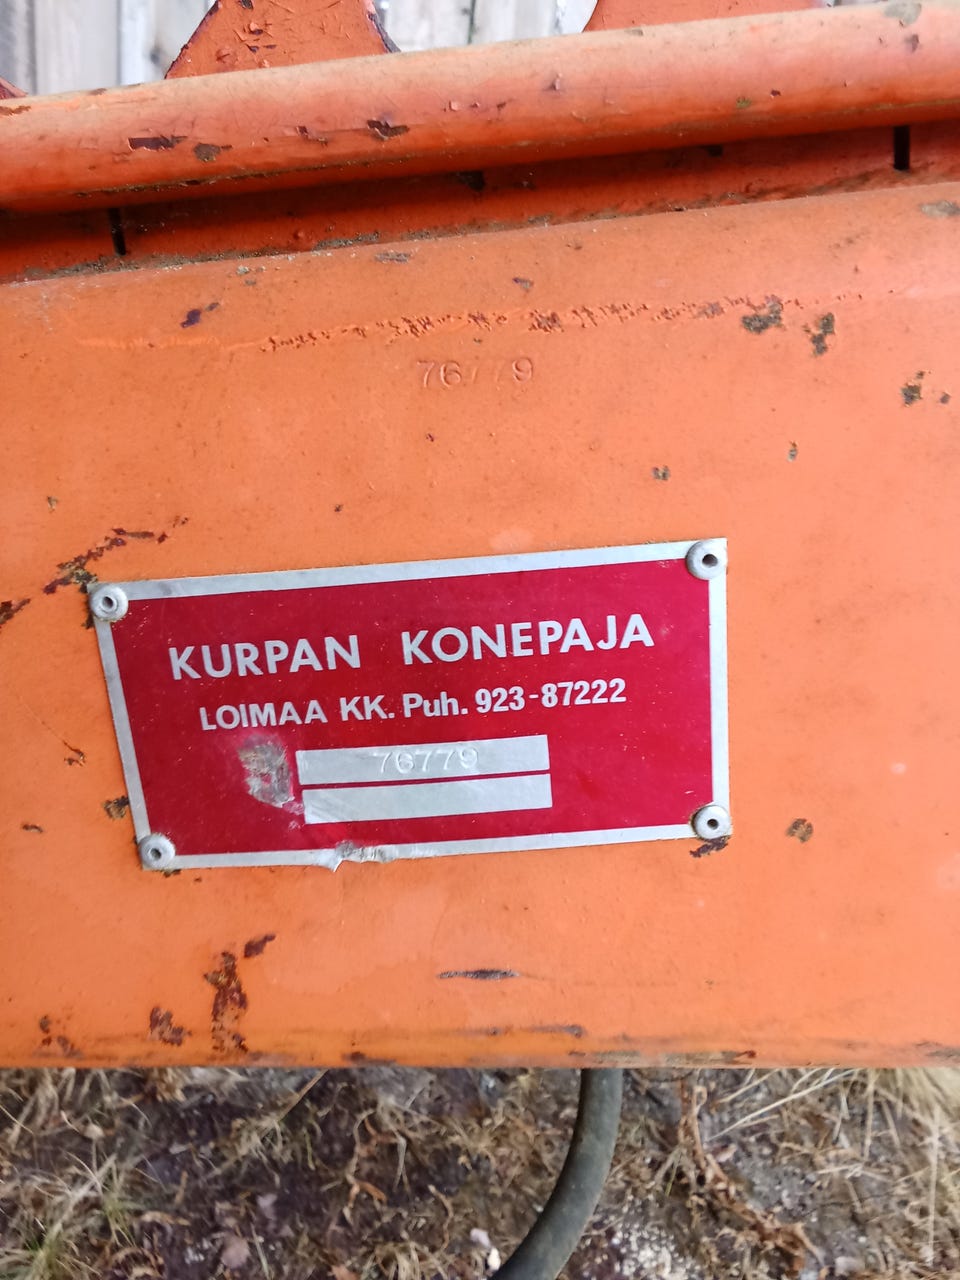 76779
KURPAN KONEPAJA
LOIMAA KK. Puh. 923-87222
76779